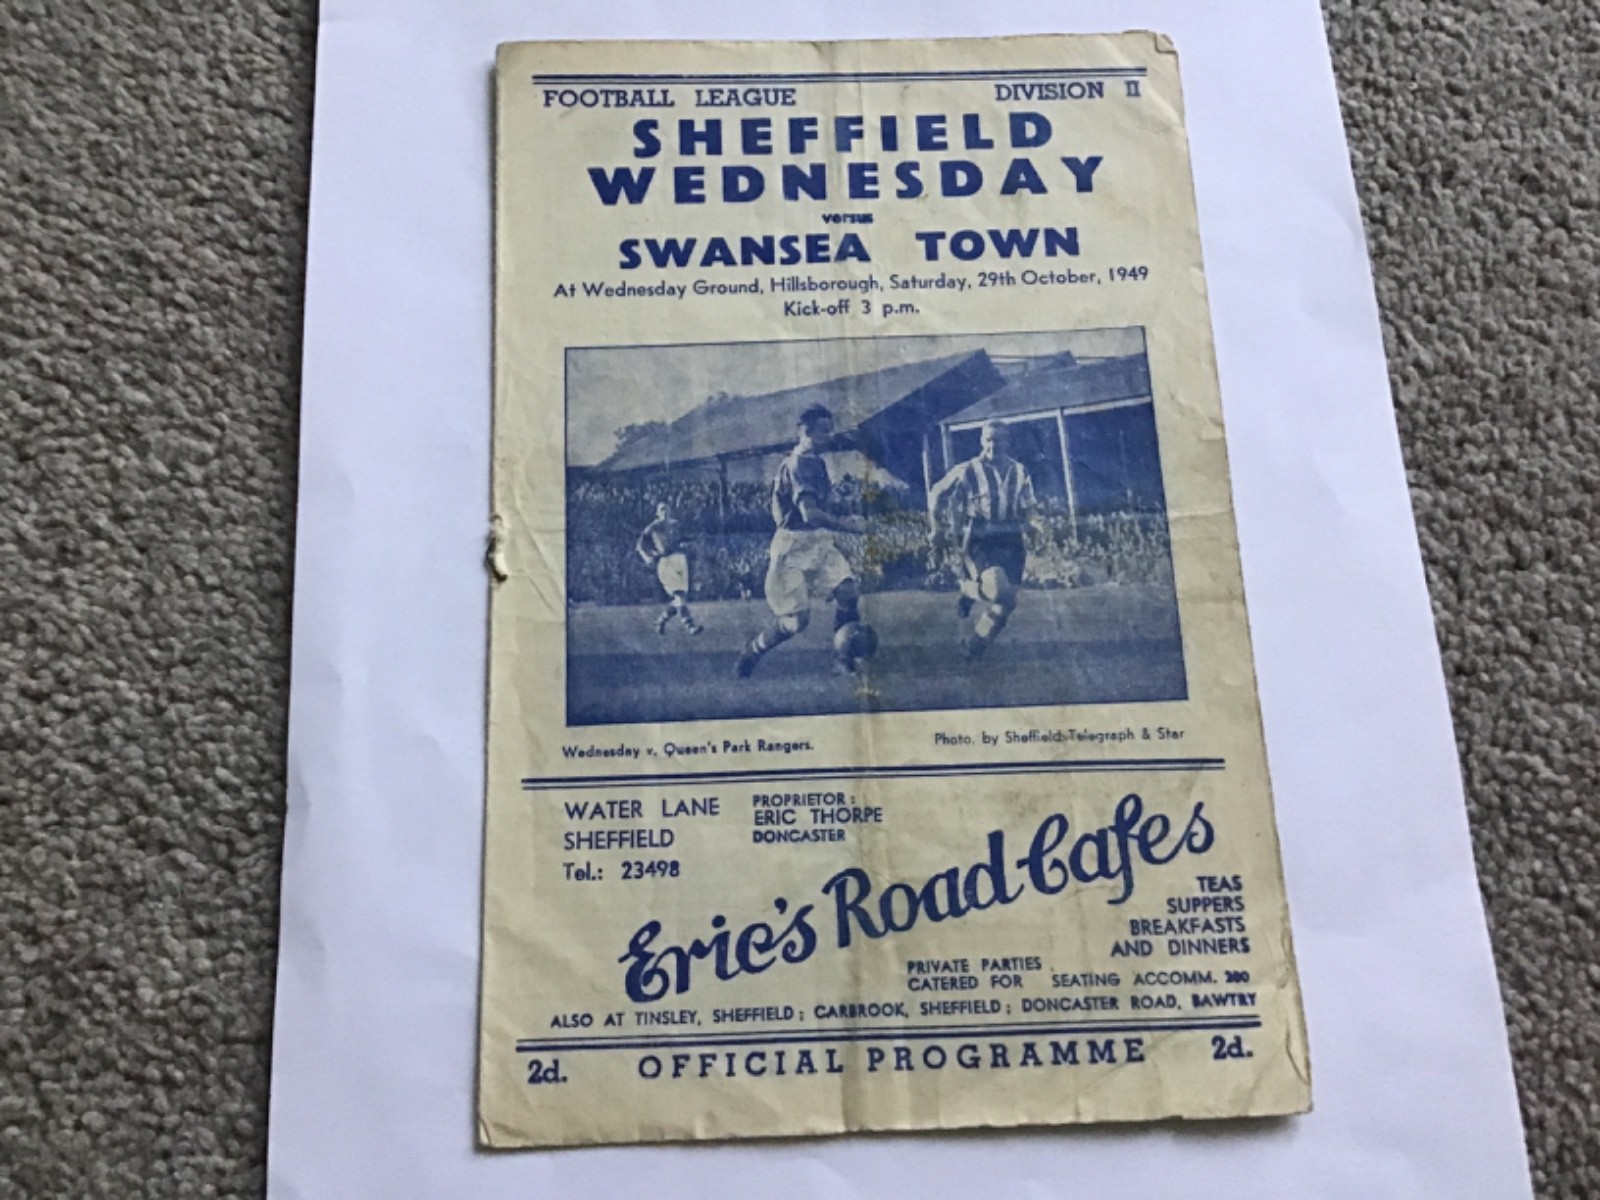 FOOTBALL LEAGUE DIVISION II
SHEFFIELD
WEDNESDAY
versus
SWANSEA TOWN
At Wednesday Ground, Hillsborough, Saturday, 29th October, 1949
Kick-off 3 p.m.
Wednesday v. Queen's Park Rangers.
Photo. by Sheffield Telegraph & Star
WATER LANE
SHEFFIELD
Tel.: 23498
PROPRIETOR:
ERIC THORPE
DONCASTER
Eric's Road Cafes
TEAS
SUPPERS
BREAKFASTS
AND DINNERS
PRIVATE PARTIES
CATERED FOR SEATING ACCOMM. 200
ALSO AT TINSLEY, SHEFFIELD; CARBROOK, SHEFFIELD; DONCASTER ROAD, BAWTRY
2d. OFFICIAL PROGRAMME 2d.